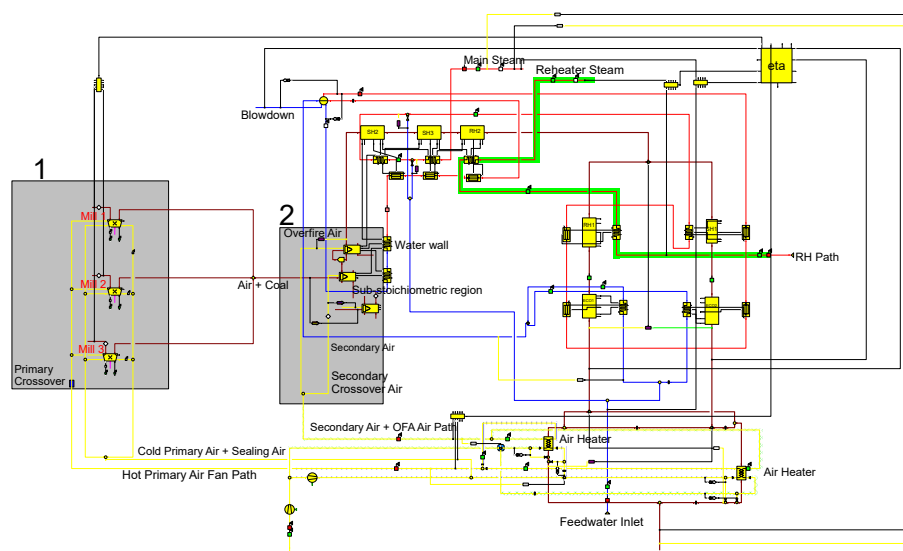 Main Steam
eta
Reheater Steam
Blowdown
SH2
SH3
RH2
1
2
Mill 1
Overfire Air
Water wall
RH1
SH1
RH Path
Air + Coal
Mill 2
Sub-stoichiometric region
Mill 3
Secondary Air
Primary
Crossover
Secondary
Crossover Air
Secondary Air + OFA Air Path
Air Heater
Cold Primary Air + Sealing Air
Hot Primary Air Fan Path
Air Heater
Feedwater Inlet